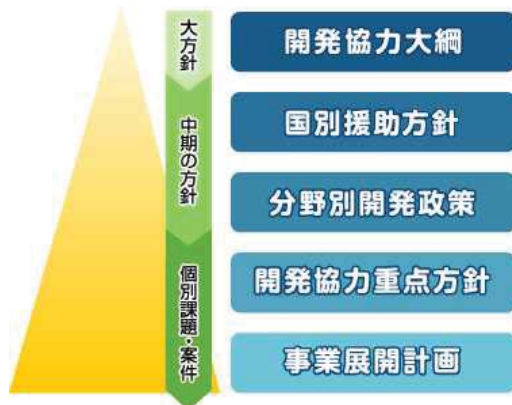 大方針
開発協力大綱
国別援助方針
中期の方針
分野別開発政策
開発協力重点方針
個別課題・案件
事業展開計画